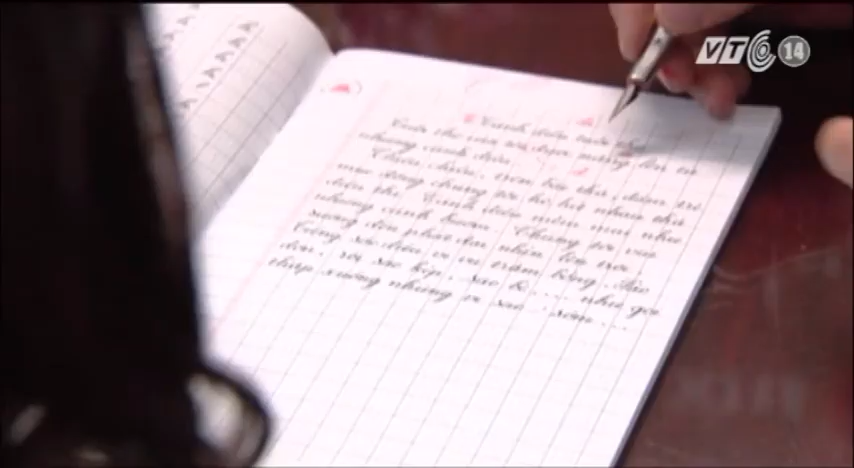 VTC 14
Cánh diều tuổi thơ
Tuổi thơ của tôi được nâng lên từ
những cánh diều.
Chiều chiều, trên bãi thả, đám trẻ
mục đồng chúng tôi hò hét nhau thả
diều thi. Cánh diều mềm mại như
những cánh bướm. Chúng tôi vui
sướng đến phát dại nhìn lên trời.
Tiếng sáo diều vi vu trầm bổng. Sáo
đơn, rồi sáo kép, sáo bè... như gọi
thấp xuống những vì sao sớm...